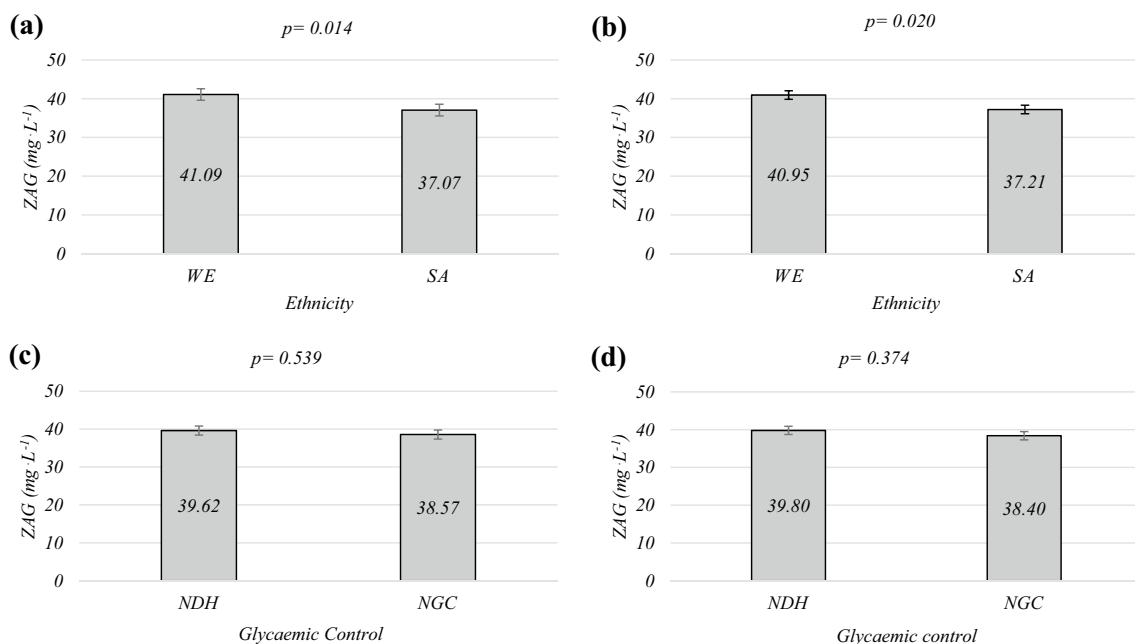 (a)
p= 0.014
ZAG (mg·L-1)
50
40
30
20
10
0
41.09
37.07
WE
SA
Ethnicity
(b)
p= 0.020
ZAG (mg·L-1)
50
40
30
20
10
0
40.95
37.21
WE
SA
Ethnicity
(c)
p= 0.539
ZAG (mg·L-1)
50
40
30
20
10
0
39.62
38.57
NDH
NGC
Glycaemic Control
(d)
p= 0.374
ZAG (mg·L-1)
50
40
30
20
10
0
39.80
38.40
NDH
NGC
Glycaemic control